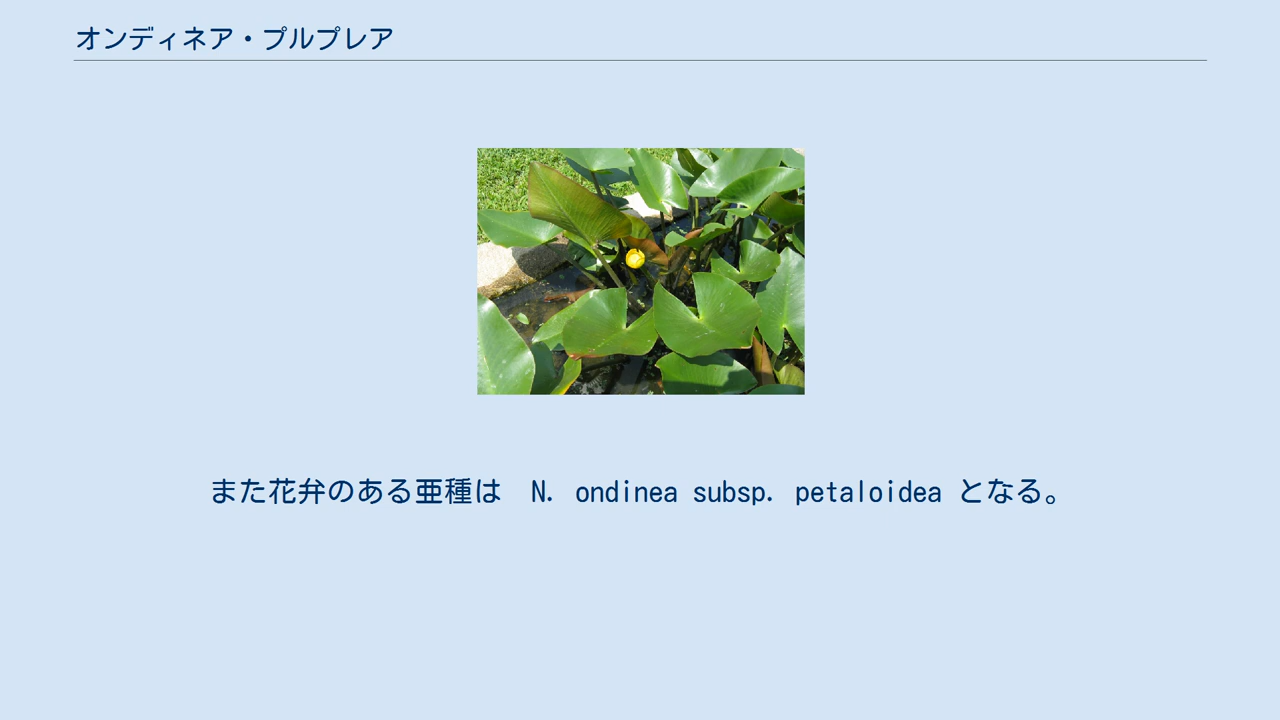 オンディネア・プルプレア
また花弁のある亜種は　N. ondinea subsp. petaloidea となる。